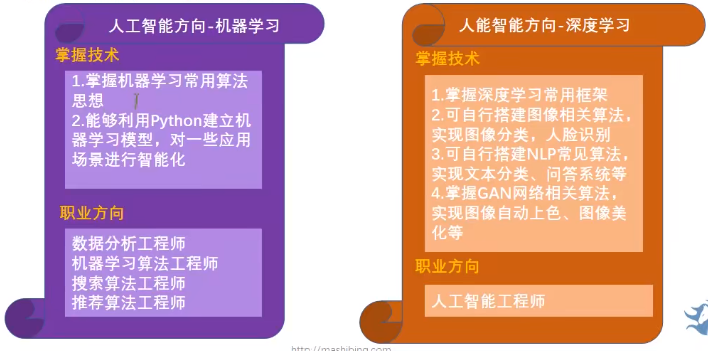 人工智能方向-机器学习
掌握技术
1.掌握机器学习常用算法
思想
2.能够利用Python建立机
器学习模型，对一些应用
场景进行智能化
职业方向
数据分析工程师
机器学习算法工程师
搜索算法工程师
推荐算法工程师
人能智能方向-深度学习
掌握技术
1.掌握深度学习常用框架
2.可自行搭建图像相关算法，
实现图像分类，人脸识别
3.可自行搭建NLP常见算法，
实现文本分类、问答系统等
4.掌握GAN网络相关算法，
实现图像自动上色、图像美
化等
职业方向
人工智能工程师
http://mashibing.com